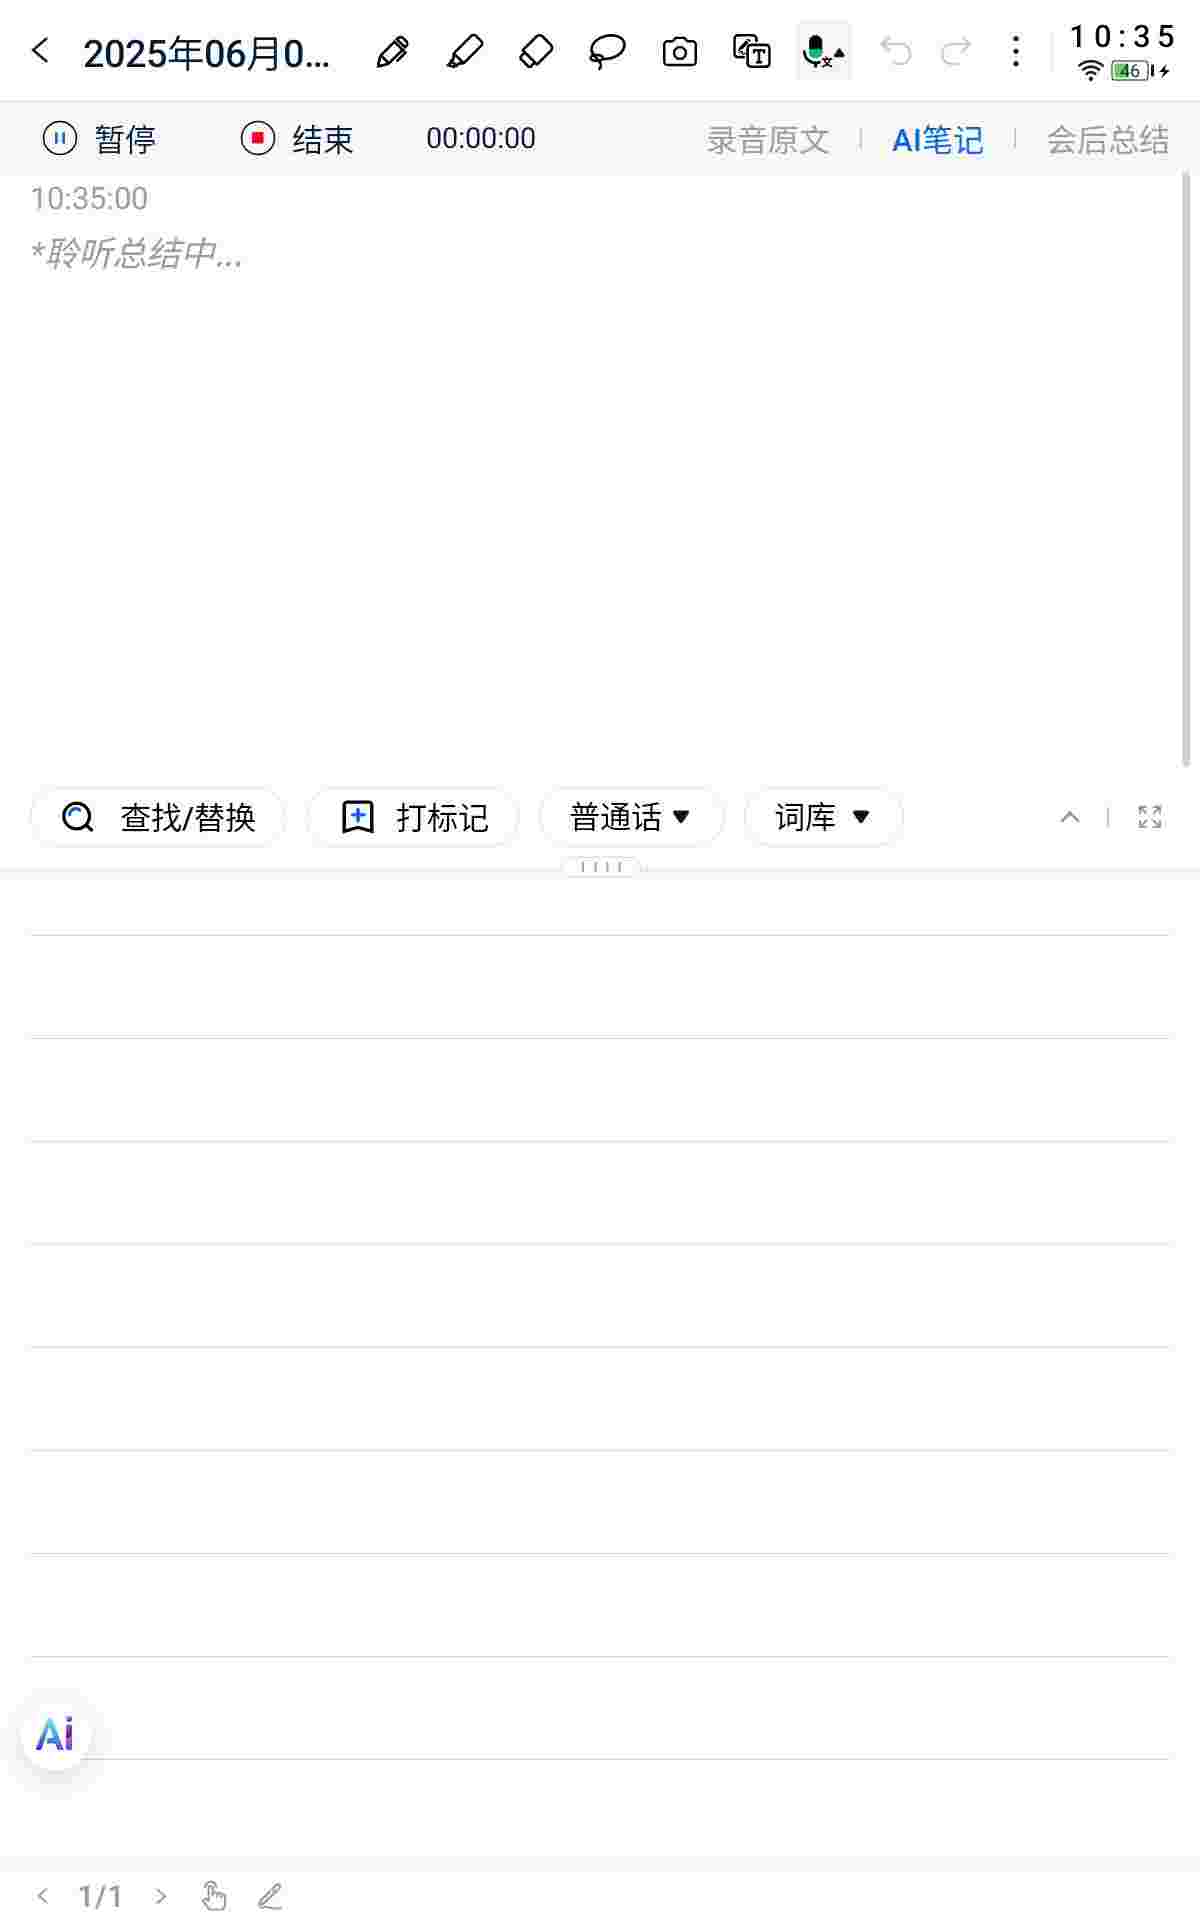 2025年06月0...
10:35
46
暂停
结束
00:00:00
录音原文
AI笔记
会后总结
10:35:00
*聆听总结中...
查找/替换
打标记
普通话
词库
Ai
1/1